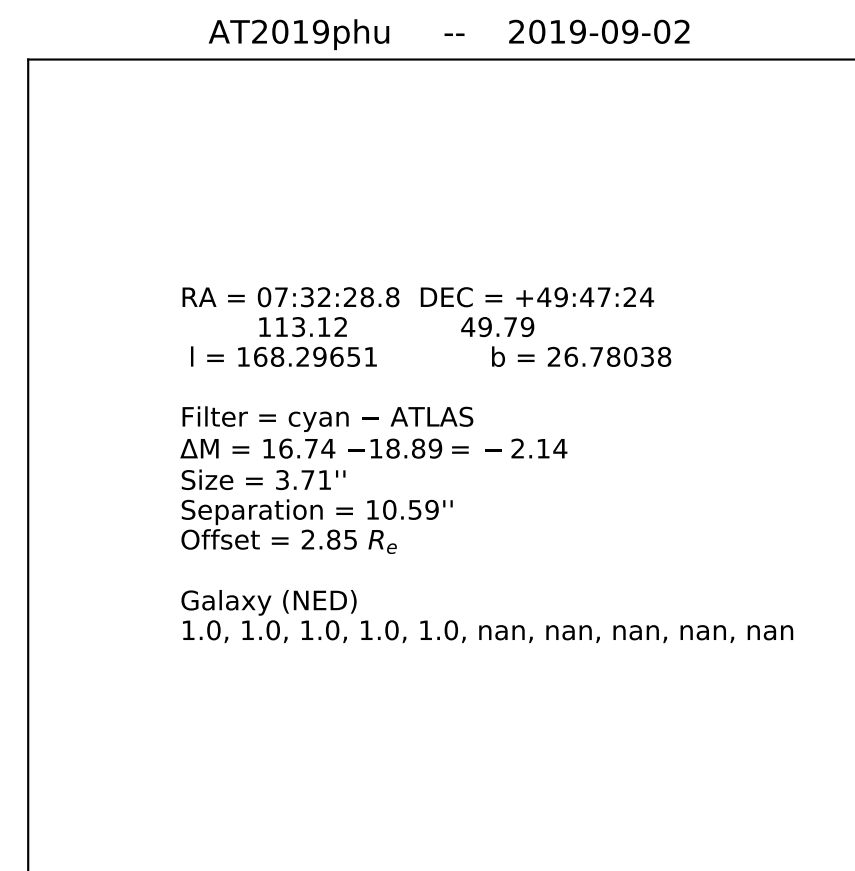 AT2019phu -- 2019-09-02
RA = 07:32:28.8 DEC = +49:47:24
113.12 49.79
l = 168.29651 b = 26.78038
Filter = cyan − ATLAS
ΔM = 16.74 −18.89 = −2.14
Size = 3.71''
Separation = 10.59''
Offset = 2.85 Rₑ
Galaxy (NED)
1.0, 1.0, 1.0, 1.0, 1.0, nan, nan, nan, nan, nan